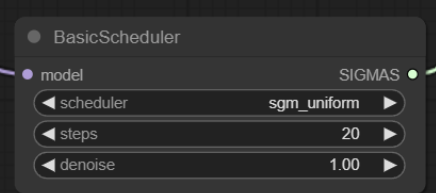 BasicScheduler
model SIGMAS
scheduler sgm_uniform
steps 20
denoise 1.00